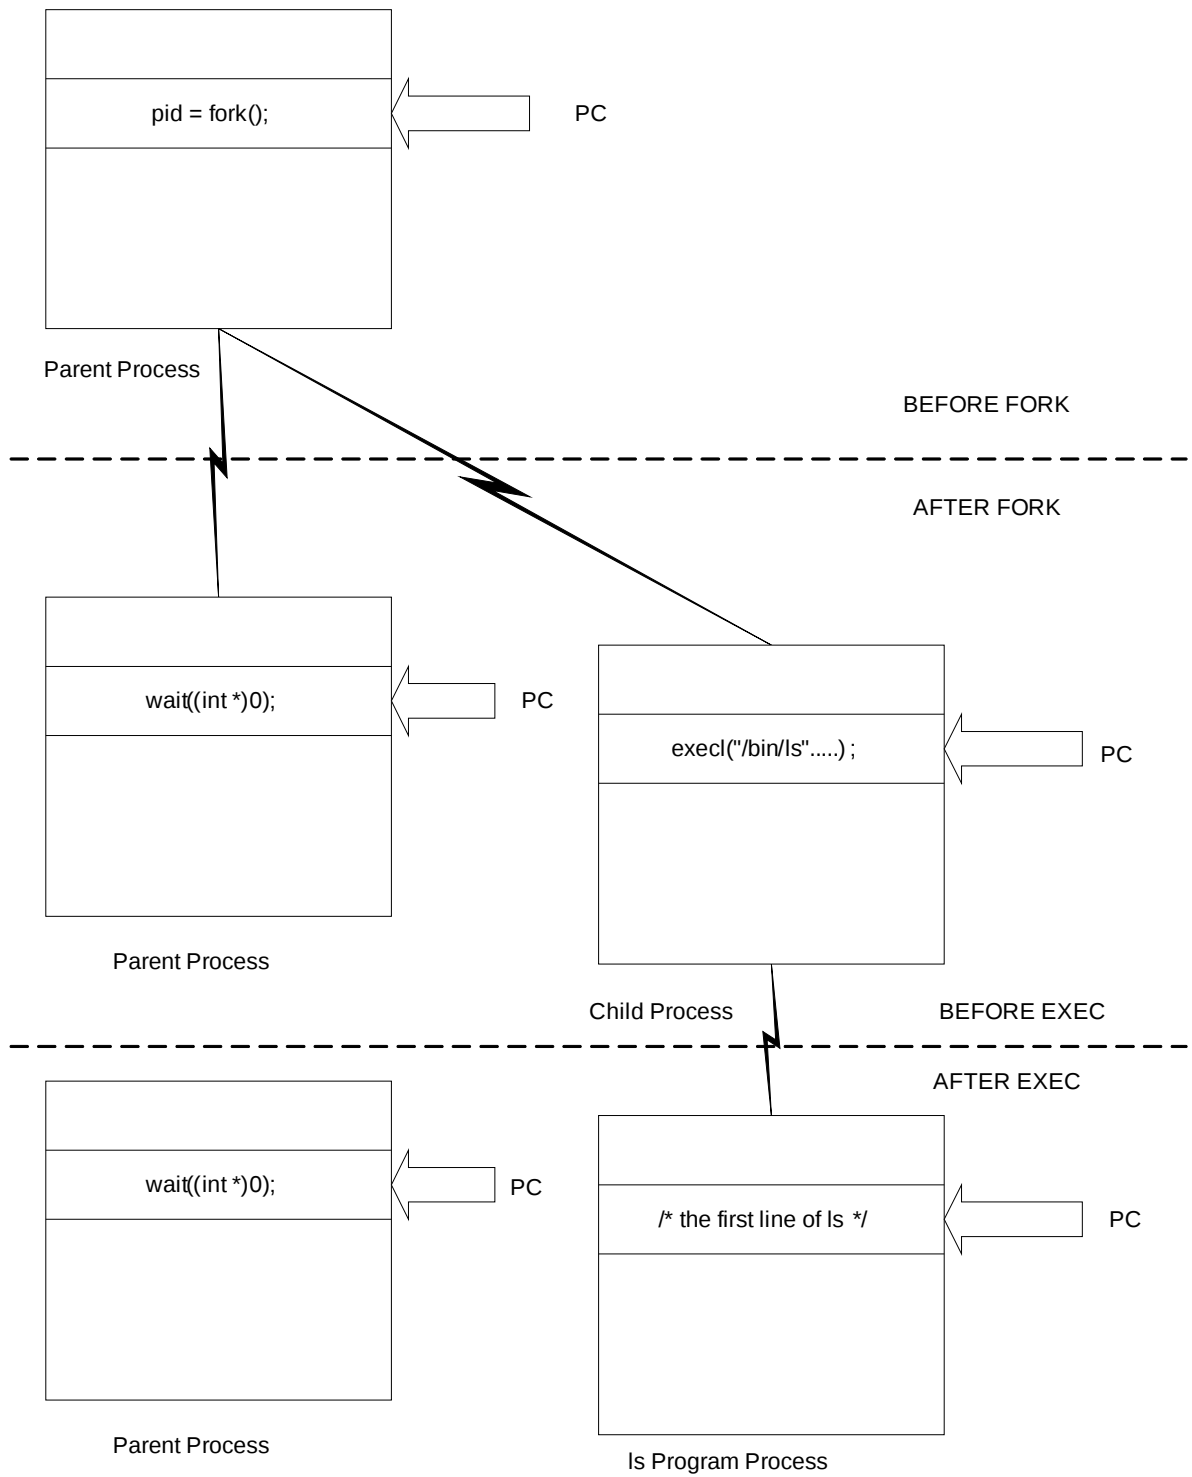 pid = fork();
PC
Parent Process
BEFORE FORK
AFTER FORK
wait((int *)0);
PC
execl("/bin/ls".....) ;
PC
Parent Process
Child Process
BEFORE EXEC
AFTER EXEC
wait((int *)0);
PC
/* the first line of ls */
PC
Parent Process
ls Program Process